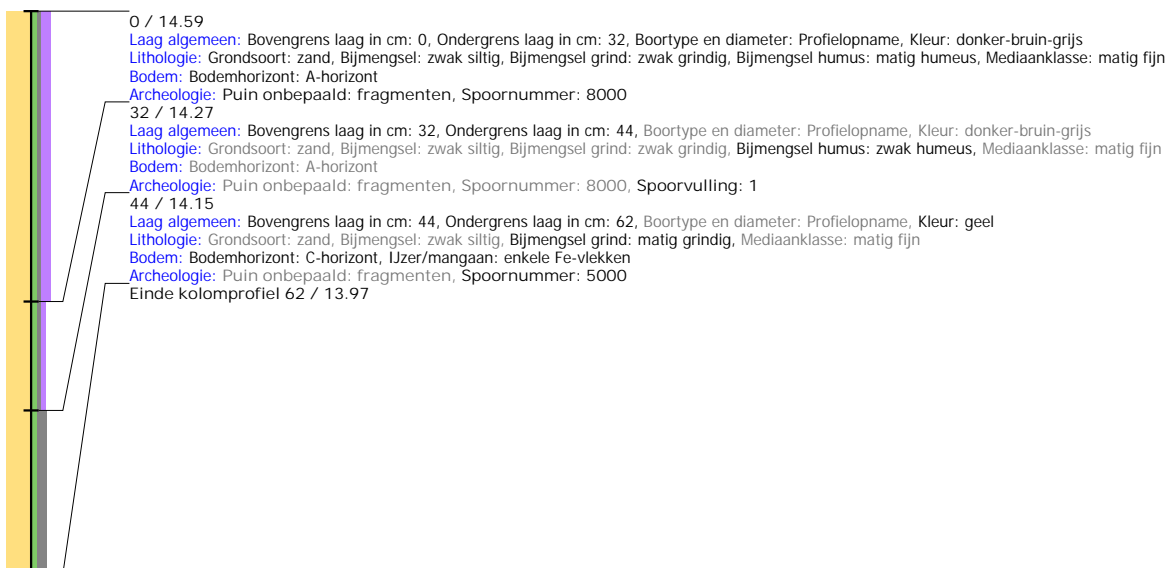 0 / 14.59
Laag algemeen: Bovengrens laag in cm: 0, Ondergrens laag in cm: 32, Boortype en diameter: Profielopname, Kleur: donker-bruin-grijs
Lithologie: Grondsoort: zand, Bijmengsel: zwak siltig, Bijmengsel grind: zwak grindig, Bijmengsel humus: matig humeus, Mediaanklasse: matig fijn
Bodem: Bodemhorizont: A-horizont
Archeologie: Puin onbepaald: fragmenten, Spoornummer: 8000
32 / 14.27
Laag algemeen: Bovengrens laag in cm: 32, Ondergrens laag in cm: 44, Boortype en diameter: Profielopname, Kleur: donker-bruin-grijs
Lithologie: Grondsoort: zand, Bijmengsel: zwak siltig, Bijmengsel grind: zwak grindig, Bijmengsel humus: zwak humeus, Mediaanklasse: matig fijn
Bodem: Bodemhorizont: A-horizont
Archeologie: Puin onbepaald: fragmenten, Spoornummer: 8000, Spoorvulling: 1
44 / 14.15
Laag algemeen: Bovengrens laag in cm: 44, Ondergrens laag in cm: 62, Boortype en diameter: Profielopname, Kleur: geel
Lithologie: Grondsoort: zand, Bijmengsel: zwak siltig, Bijmengsel grind: matig grindig, Mediaanklasse: matig fijn
Bodem: Bodemhorizont: C-horizont, IJzer/mangaan: enkele Fe-vlekken
Archeologie: Puin onbepaald: fragmenten, Spoornummer: 5000
Einde kolomprofiel 62 / 13.97